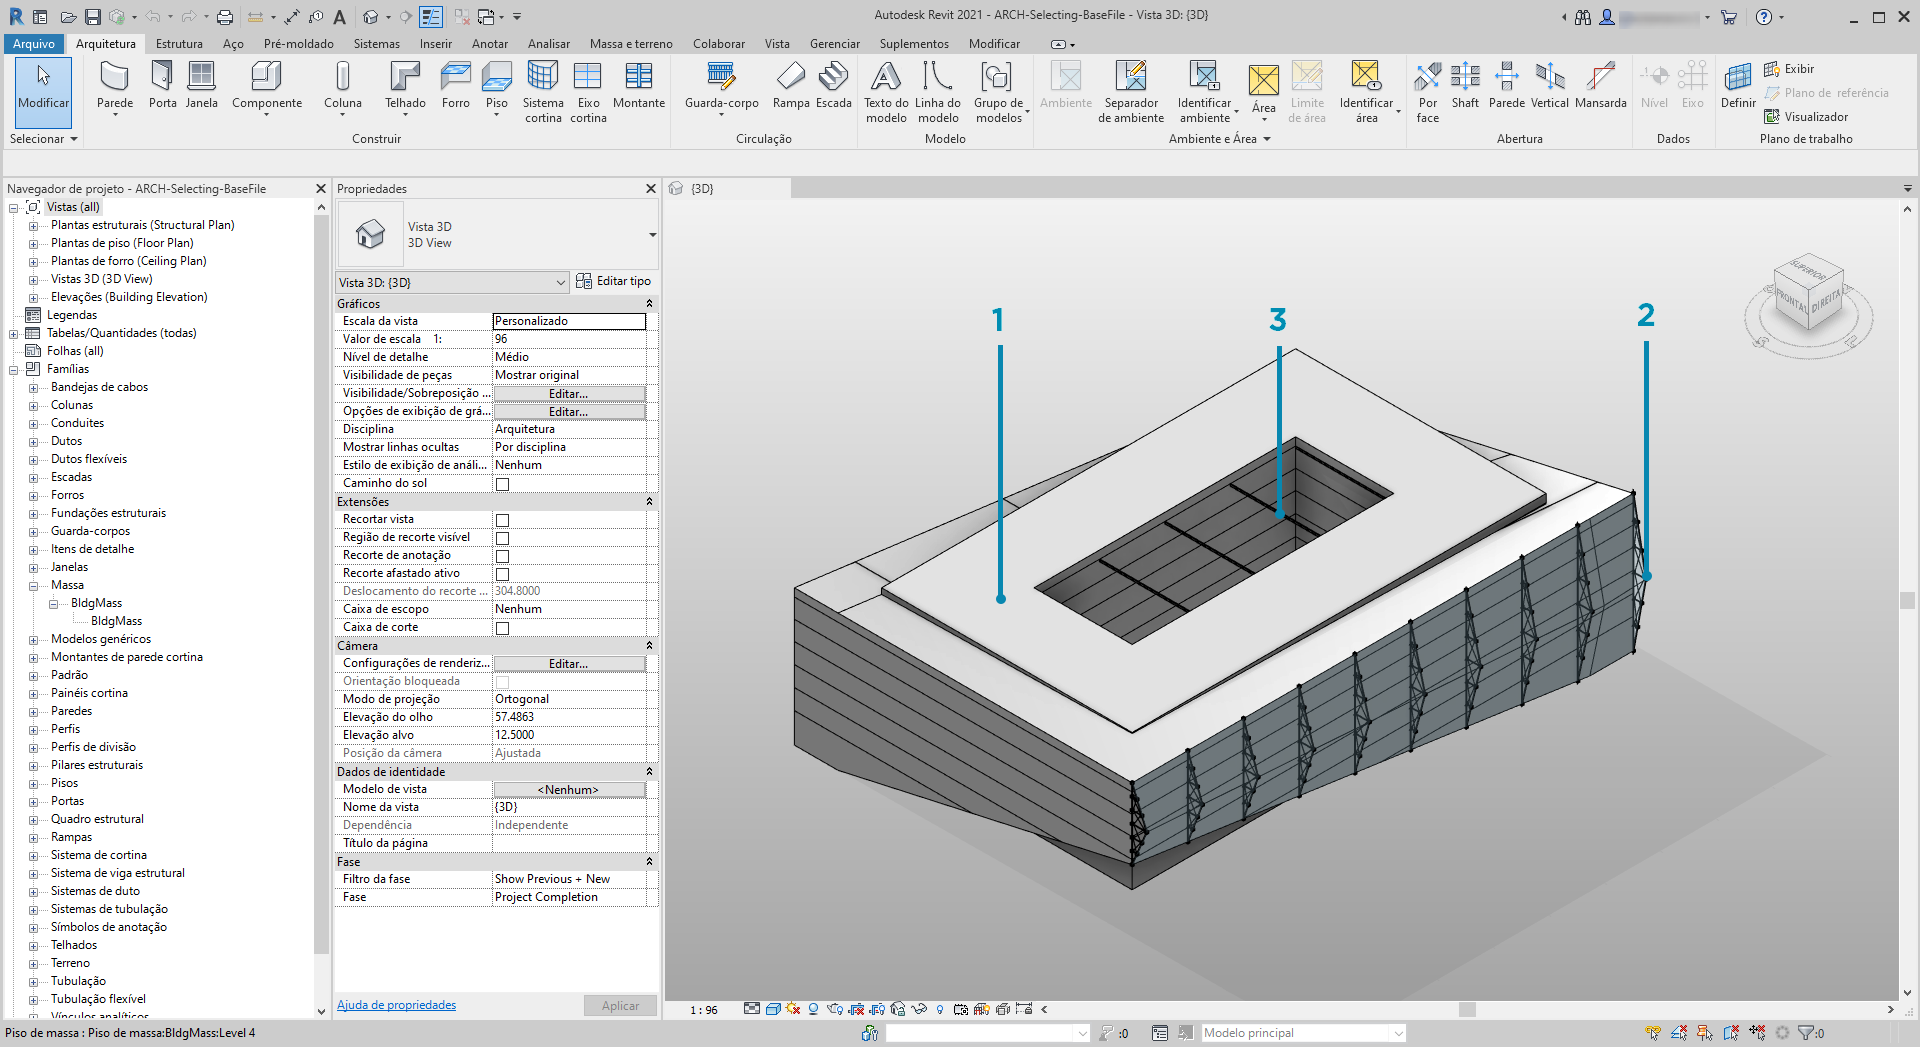 Autodesk Revit 2021 - ARCH-Selecting-BaseFile - Vista 3D: {3D}
Arquivo Arquitetura Estrutura Aço Pré-moldado Sistemas Inserir Anotar Analisar Massa e terreno Colaborar Vista Gerenciar Suplementos Modificar
Modificar
Parede
Porta
Janela
Componente
Coluna
Telhado
Forro
Piso
Sistema
cortina
Eixo
cortina
Montante
Guarda-corpo
Rampa
Escada
Texto do
modelo
Linha do
modelo
Grupo de
modelos
Ambiente
Separador
de ambiente
Identificar
ambiente
Área
Limite
de área
Identificar
área
Por
face
Shaft
Parede
Vertical
Mansarda
Nível
Eixo
Definir
Exibir
Plano de referência
Visualizador
Selecionar
Construir
Circulação
Modelo
Ambiente e Área
Abertura
Dados
Plano de trabalho
Navegador de projeto - ARCH-Selecting-BaseFile
Vistas (all)
Plantas estruturais (Structural Plan)
Plantas de piso (Floor Plan)
Plantas de forro (Ceiling Plan)
Vistas 3D (3D View)
Elevações (Building Elevation)
Legendas
Tabelas/Quantidades (todas)
Folhas (all)
Famílias
Bandejas de cabos
Colunas
Conduites
Dutos
Dutos flexíveis
Escadas
Forros
Fundações estruturais
Guarda-corpos
Itens de detalhe
Janelas
Massa
BldgMass
BldgMass
Modelos genéricos
Montantes de parede cortina
Padrão
Painéis cortina
Paredes
Perfis
Perfis de divisão
Pilares estruturais
Pisos
Portas
Quadro estrutural
Rampas
Sistema de cortina
Sistema de viga estrutural
Sistemas de duto
Sistemas de tubulação
Símbolos de anotação
Telhados
Terreno
Tubulação
Tubulação flexível
Vínculos analíticos
Propriedades
Vista 3D
3D View
Vista 3D: {3D}
Editar tipo
Gráficos
Escala da vista Personalizado
Valor de escala 1: 96
Nível de detalhe Médio
Visibilidade de peças Mostrar original
Visibilidade/Sobreposição ... Editar...
Opções de exibição de grá... Editar...
Disciplina Arquitetura
Mostrar linhas ocultas Por disciplina
Estilo de exibição de análi... Nenhum
Caminho do sol
Extensões
Recortar vista
Região de recorte visível
Recorte de anotação
Recorte afastado ativo
Deslocamento do recorte ... 304.8000
Caixa de escopo Nenhum
Caixa de corte
Câmera
Configurações de renderiz... Editar...
Orientação bloqueada
Modo de projeção Ortogonal
Elevação do olho 57.4863
Elevação alvo 12.5000
Posição da câmera Ajustada
Dados de identidade
Modelo de vista <Nenhum>
Nome da vista {3D}
Dependência Independente
Título da página
Fase
Filtro da fase Show Previous + New
Fase Project Completion
Ajuda de propriedades
Aplicar
{3D}
1
3
2
SUPERIOR
FRONTAL
DIREITA
1 : 96
Piso de massa : Piso de massa:BldgMass:Level 4
:0
Modelo principal
:0